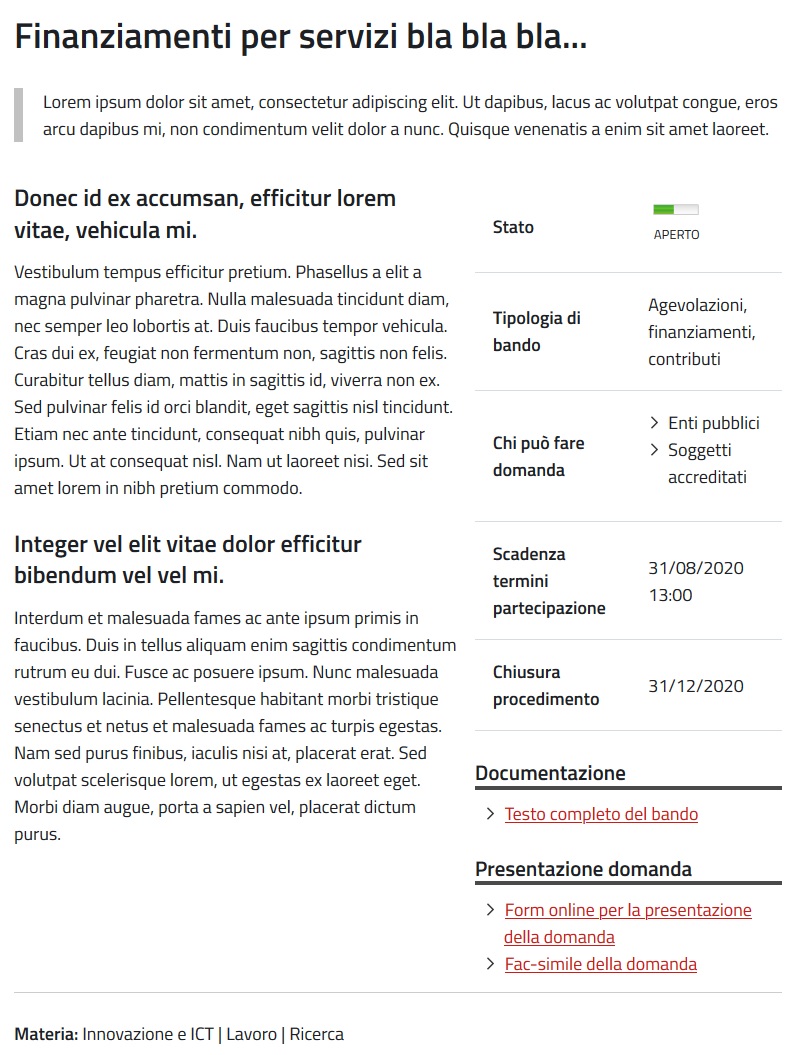 Finanziamenti per servizi bla bla bla...
Lorem ipsum dolor sit amet, consectetur adipiscing elit. Ut dapibus, lacus ac volutpat congue, eros
arcu dapibus mi, non condimentum velit dolor a nunc. Quisque venenatis a enim sit amet laoreet.
Donec id ex accumsan, efficitur lorem
vitae, vehicula mi.
Vestibulum tempus efficitur pretium. Phasellus a elit a
magna pulvinar pharetra. Nulla malesuada tincidunt diam,
nec semper leo lobortis at. Duis faucibus tempor vehicula.
Cras dui ex, feugiat non fermentum non, sagittis non felis.
Curabitur tellus diam, mattis in sagittis id, viverra non ex.
Sed pulvinar felis id orci blandit, eget sagittis nisl tincidunt.
Etiam nec ante tincidunt, consequat nibh quis, pulvinar
ipsum. Ut at consequat nisl. Nam ut laoreet nisi. Sed sit
amet lorem in nibh pretium commodo.
Integer vel elit vitae dolor efficitur
bibendum vel vel mi.
Interdum et malesuada fames ac ante ipsum primis in
faucibus. Duis in tellus aliquam enim sagittis condimentum
rutrum eu dui. Fusce ac posuere ipsum. Nunc malesuada
vestibulum lacinia. Pellentesque habitant morbi tristique
senectus et netus et malesuada fames ac turpis egestas.
Nam sed purus finibus, iaculis nisi at, placerat erat. Sed
volutpat scelerisque lorem, ut egestas ex laoreet eget.
Morbi diam augue, porta a sapien vel, placerat dictum
purus.
Stato
APERTO
Tipologia di
bando
Agevolazioni,
finanziamenti,
contributi
Chi può fare
domanda
Enti pubblici
Soggetti
accreditati
Scadenza
termini
partecipazione
31/08/2020
13:00
Chiusura
procedimento
31/12/2020
Documentazione
Testo completo del bando
Presentazione domanda
Form online per la presentazione
della domanda
Fac-simile della domanda
Materia: Innovazione e ICT | Lavoro | Ricerca